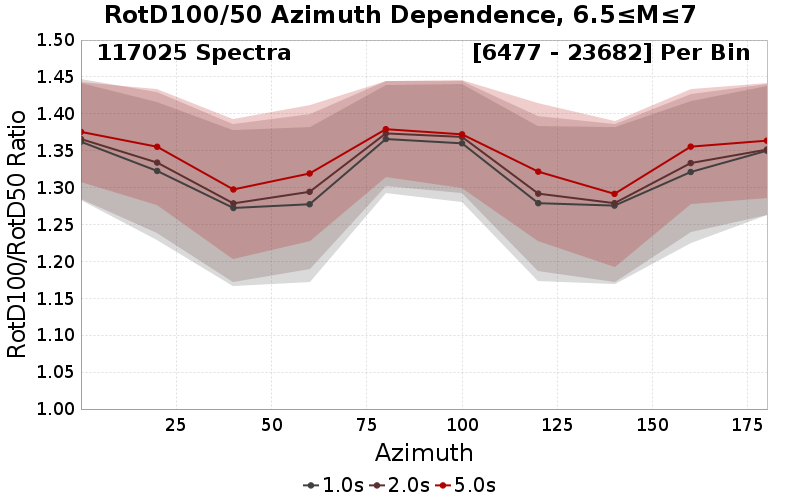 RotD100/50 Azimuth Dependence, 6.5≤M≤7
117025 Spectra
[6477 - 23682] Per Bin
RotD100/RotD50 Ratio
1.50
1.45
1.40
1.35
1.30
1.25
1.20
1.15
1.10
1.05
1.00
25 50 75 100 125 150 175
Azimuth
1.0s 2.0s 5.0s